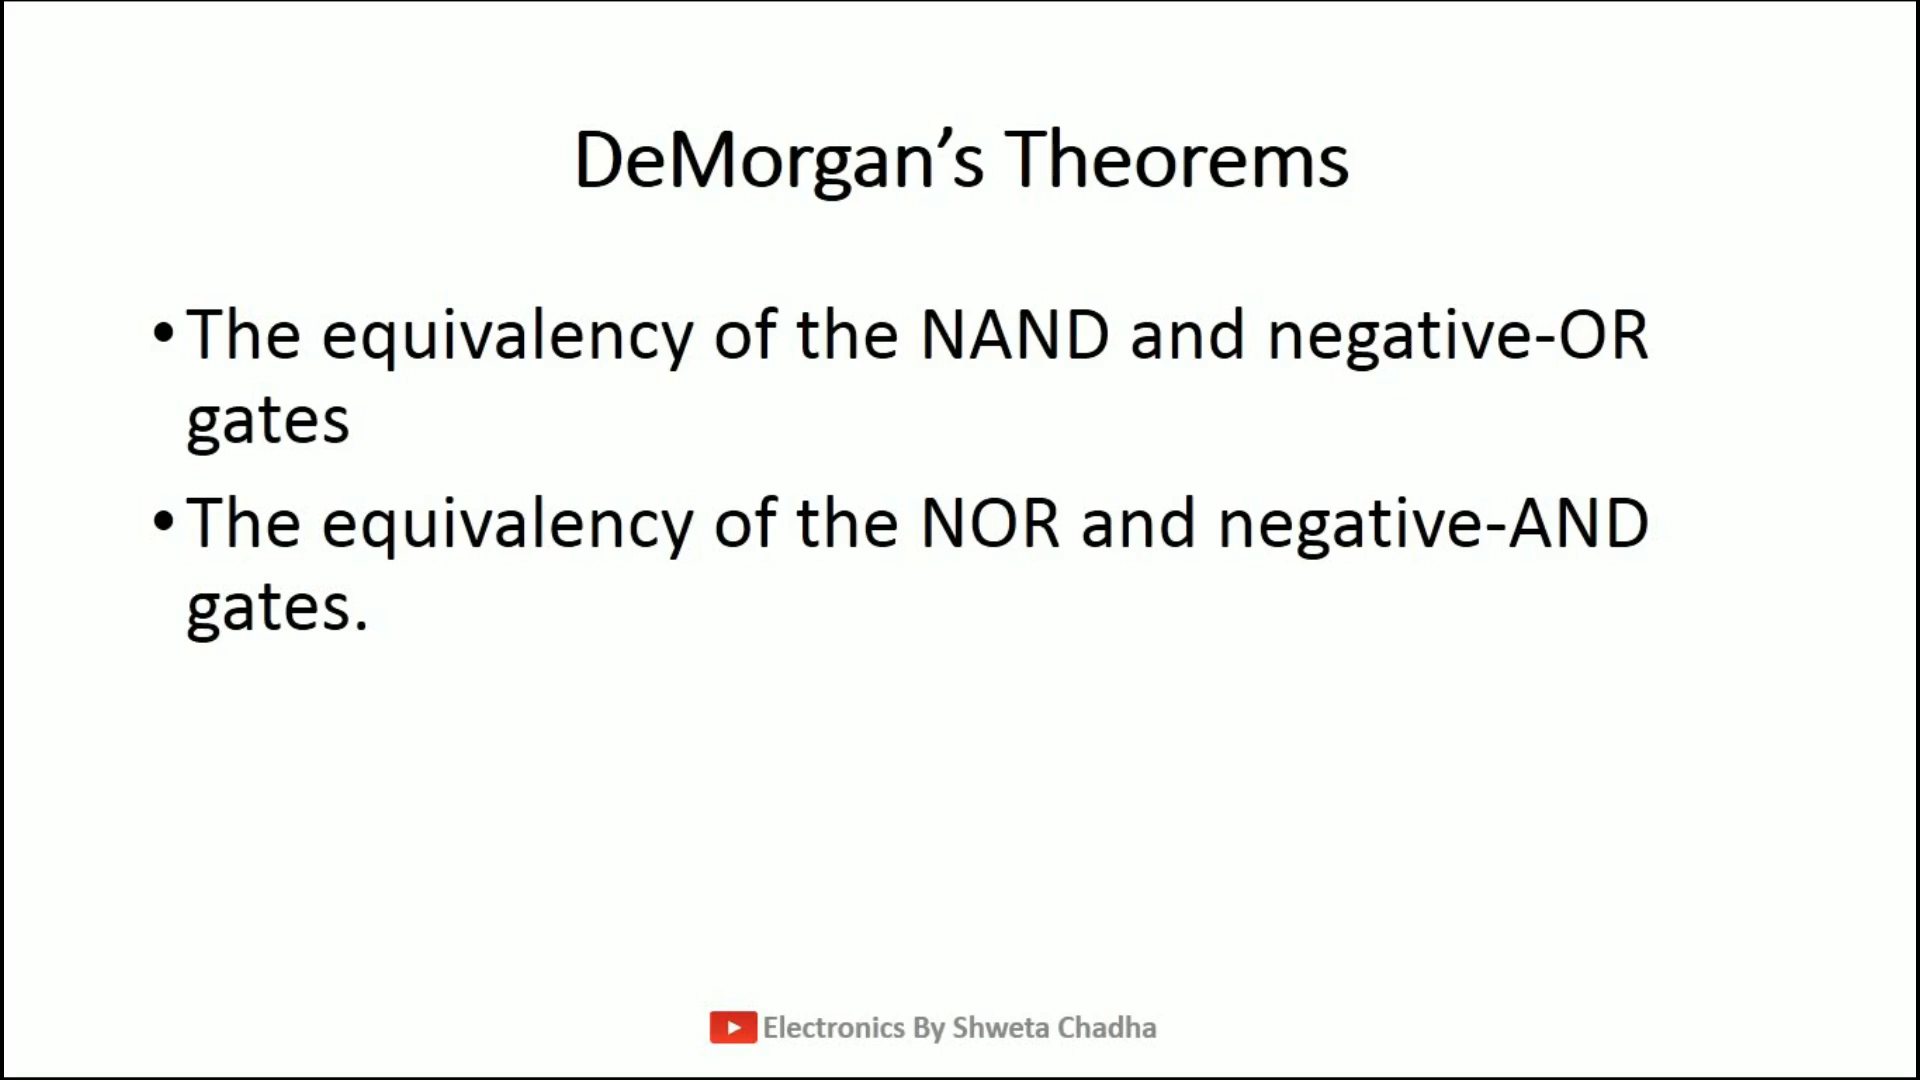 DeMorgan’s Theorems
•The equivalency of the NAND and negative-OR
gates
•The equivalency of the NOR and negative-AND
gates.
Electronics By Shweta Chadha